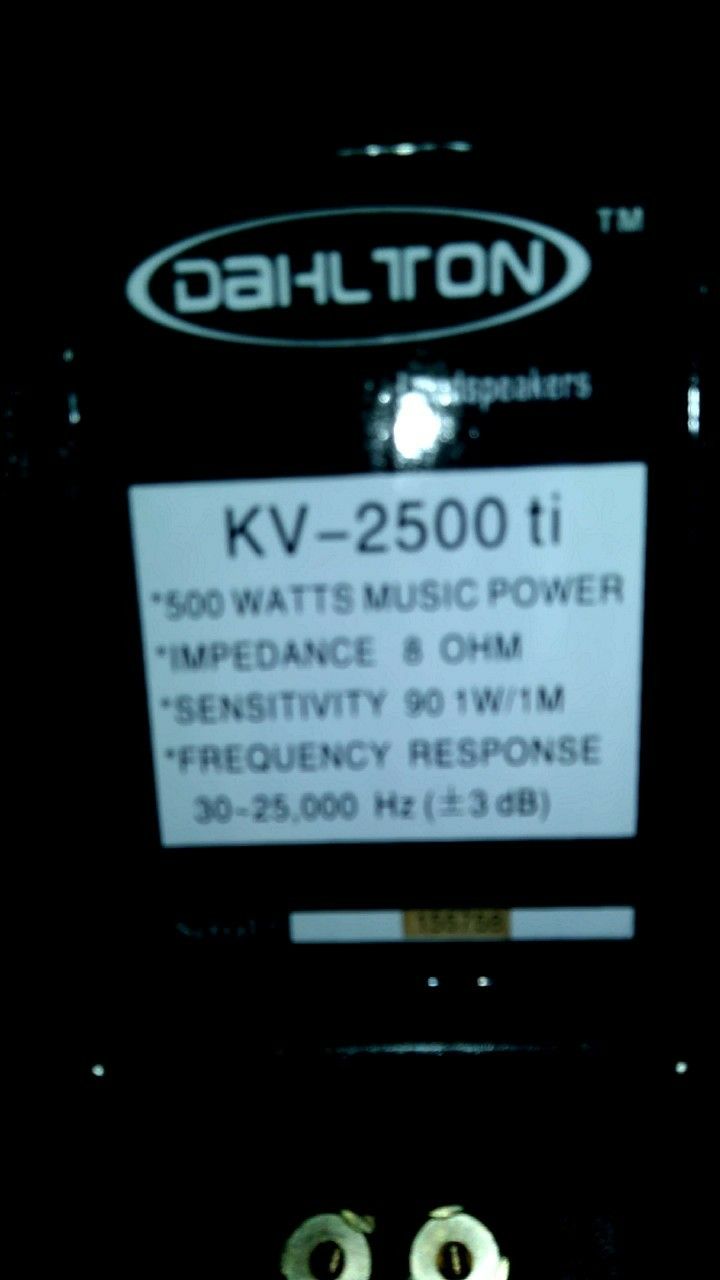 DAHLTON TM
Loudspeakers
KV-2500 ti
*500 WATTS MUSIC POWER
*IMPEDANCE 8 OHM
*SENSITIVITY 90 1W/1M
*FREQUENCY RESPONSE
30-25,000 Hz (±3 dB)